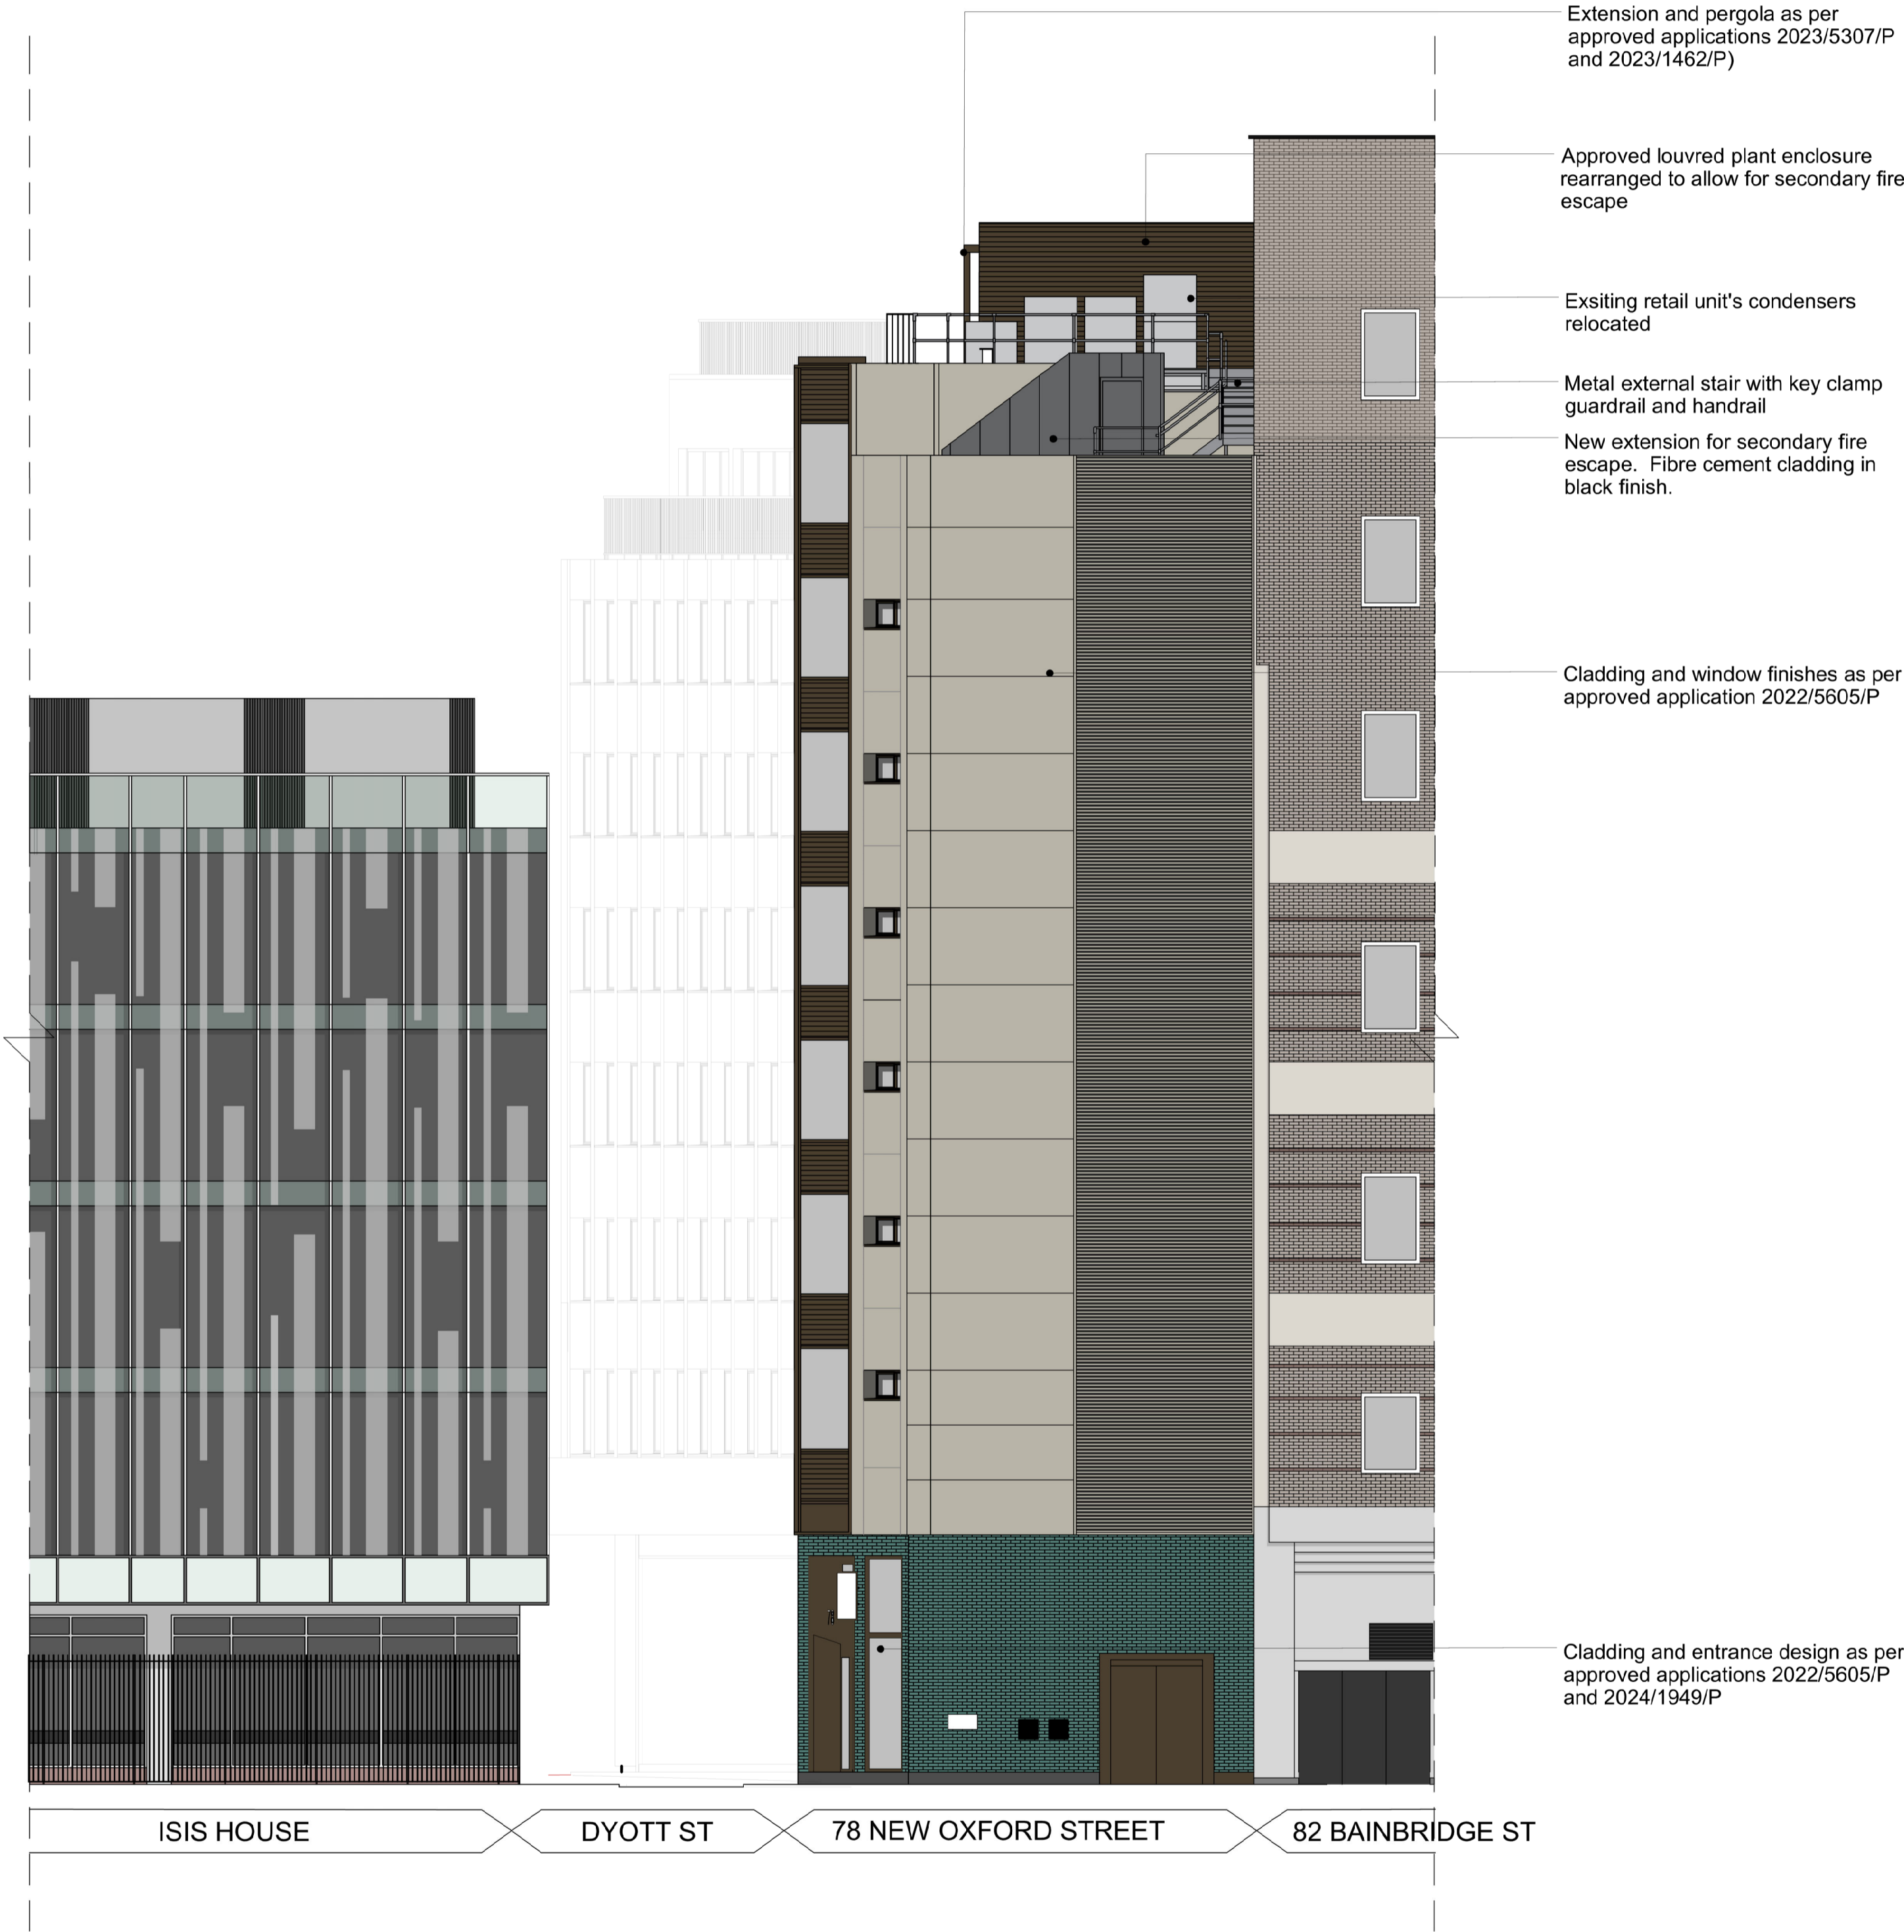 Extension and pergola as per
approved applications 2023/5307/P
and 2023/1462/P)
Approved louvred plant enclosure
rearranged to allow for secondary fire
escape
Exsiting retail unit's condensers
relocated
Metal external stair with key clamp
guardrail and handrail
New extension for secondary fire
escape.  Fibre cement cladding in
black finish.
Cladding and window finishes as per
approved application 2022/5605/P
Cladding and entrance design as per
approved applications 2022/5605/P
and 2024/1949/P
ISIS HOUSE
DYOTT ST
78 NEW OXFORD STREET
82 BAINBRIDGE ST